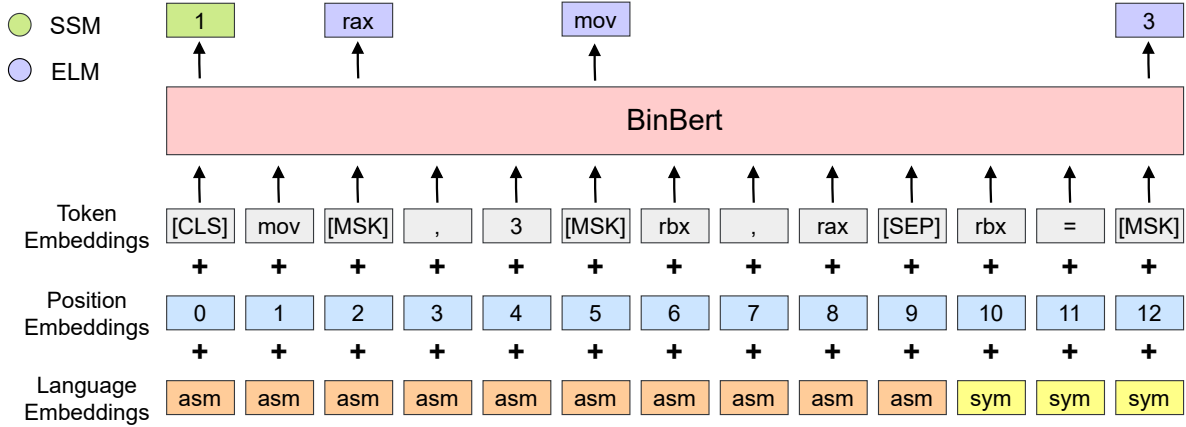 SSM
ELM
1 rax mov 3
BinBert
Token
Embeddings
[CLS] mov [MSK] , 3 [MSK] rbx , rax [SEP] rbx = [MSK]
+ + + + + + + + + + + + +
Position
Embeddings
0 1 2 3 4 5 6 7 8 9 10 11 12
+ + + + + + + + + + + + +
Language
Embeddings
asm asm asm asm asm asm asm asm asm asm sym sym sym